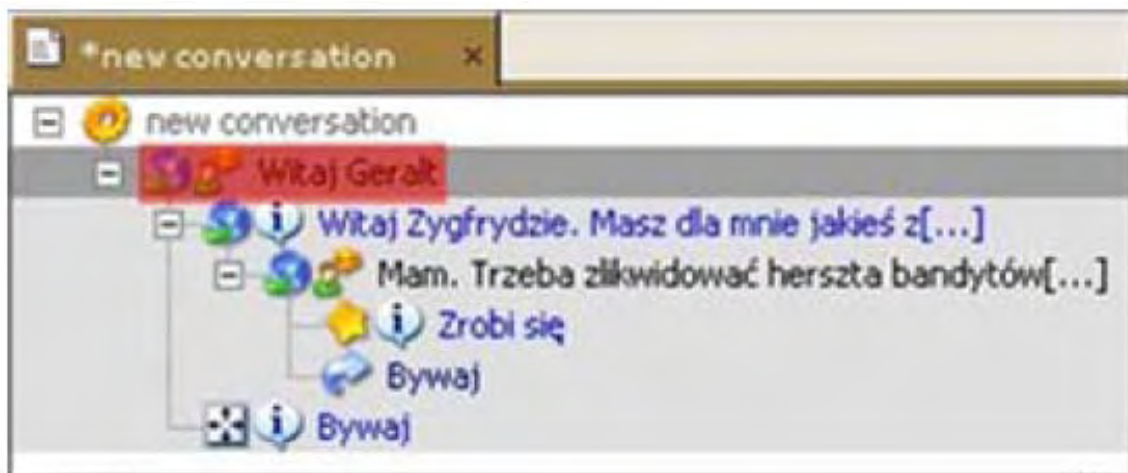 *new conversation
new conversation
Witaj Geralt
Witaj Zygfrydzie. Masz dla mnie jakieś z[...]
Mam. Trzeba zlikwidować herszta bandytów[...]
Zrobi się
Bywaj
Bywaj